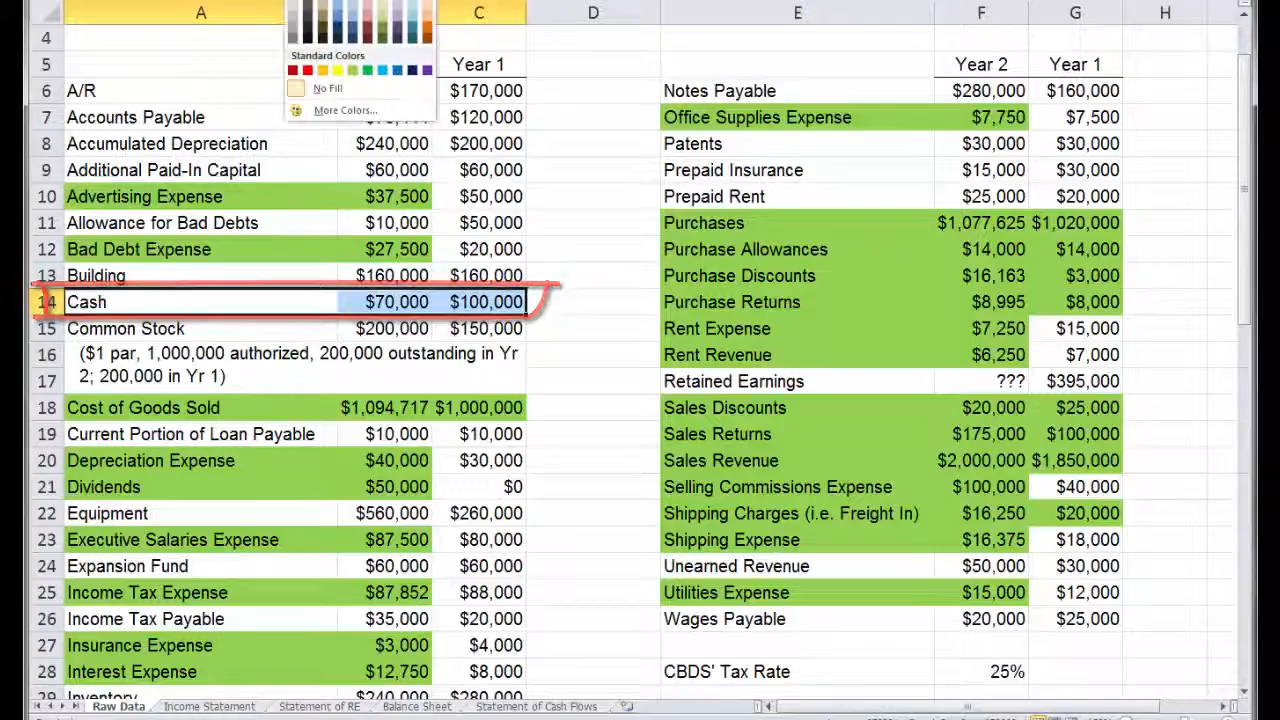 A C D E F G H
Standard Colors
No Fill
More Colors...
4
5 Year 1 Year 2 Year 1
6 A/R $170,000 Notes Payable $280,000 $160,000
7 Accounts Payable $120,000 Office Supplies Expense $7,750 $7,500
8 Accumulated Depreciation $240,000 $200,000 Patents $30,000 $30,000
9 Additional Paid-In Capital $60,000 $60,000 Prepaid Insurance $15,000 $30,000
10 Advertising Expense $37,500 $50,000 Prepaid Rent $25,000 $20,000
11 Allowance for Bad Debts $10,000 $50,000 Purchases $1,077,625 $1,020,000
12 Bad Debt Expense $27,500 $20,000 Purchase Allowances $14,000 $14,000
13 Building $160,000 $160,000 Purchase Discounts $16,163 $3,000
14 Cash $70,000 $100,000 Purchase Returns $8,995 $8,000
15 Common Stock $200,000 $150,000 Rent Expense $7,250 $15,000
16 ($1 par, 1,000,000 authorized, 200,000 outstanding in Yr Rent Revenue $6,250 $7,000
17 2; 200,000 in Yr 1) Retained Earnings ??? $395,000
18 Cost of Goods Sold $1,094,717 $1,000,000 Sales Discounts $20,000 $25,000
19 Current Portion of Loan Payable $10,000 $10,000 Sales Returns $175,000 $100,000
20 Depreciation Expense $40,000 $30,000 Sales Revenue $2,000,000 $1,850,000
21 Dividends $50,000 $0 Selling Commissions Expense $100,000 $40,000
22 Equipment $560,000 $260,000 Shipping Charges (i.e. Freight In) $16,250 $20,000
23 Executive Salaries Expense $87,500 $80,000 Shipping Expense $16,375 $18,000
24 Expansion Fund $60,000 $60,000 Unearned Revenue $50,000 $30,000
25 Income Tax Expense $87,852 $88,000 Utilities Expense $15,000 $12,000
26 Income Tax Payable $35,000 $20,000 Wages Payable $20,000 $25,000
27 Insurance Expense $3,000 $4,000
28 Interest Expense $12,750 $8,000 CBDS' Tax Rate 25%
29 Inventory $240,000 $280,000
Raw Data Income Statement Statement of RE Balance Sheet Statement of Cash Flows